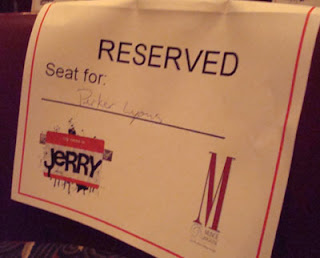 RESERVED
Seat for:
Parker Lyons
JERRY
M